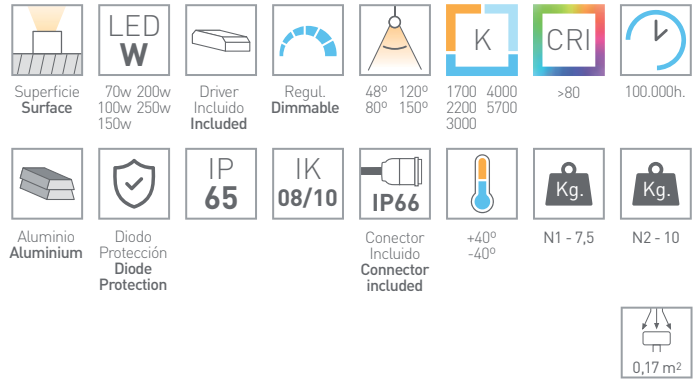 LED
W
K
CRI
Superficie
Surface
70w 200w
100w 250w
150w
Driver
Incluido
Included
Regul.
Dimmable
48º 120º
80º 150º
1700 4000
2200 5700
3000
>80
100.000h.
IP
65
IK
08/10
IP66
Kg.
Kg.
Aluminio
Aluminium
Diodo
Protección
Diode
Protection
Conector
Incluido
Connector
included
+40º
-40º
N1 - 7,5
N2 - 10
0,17 m²